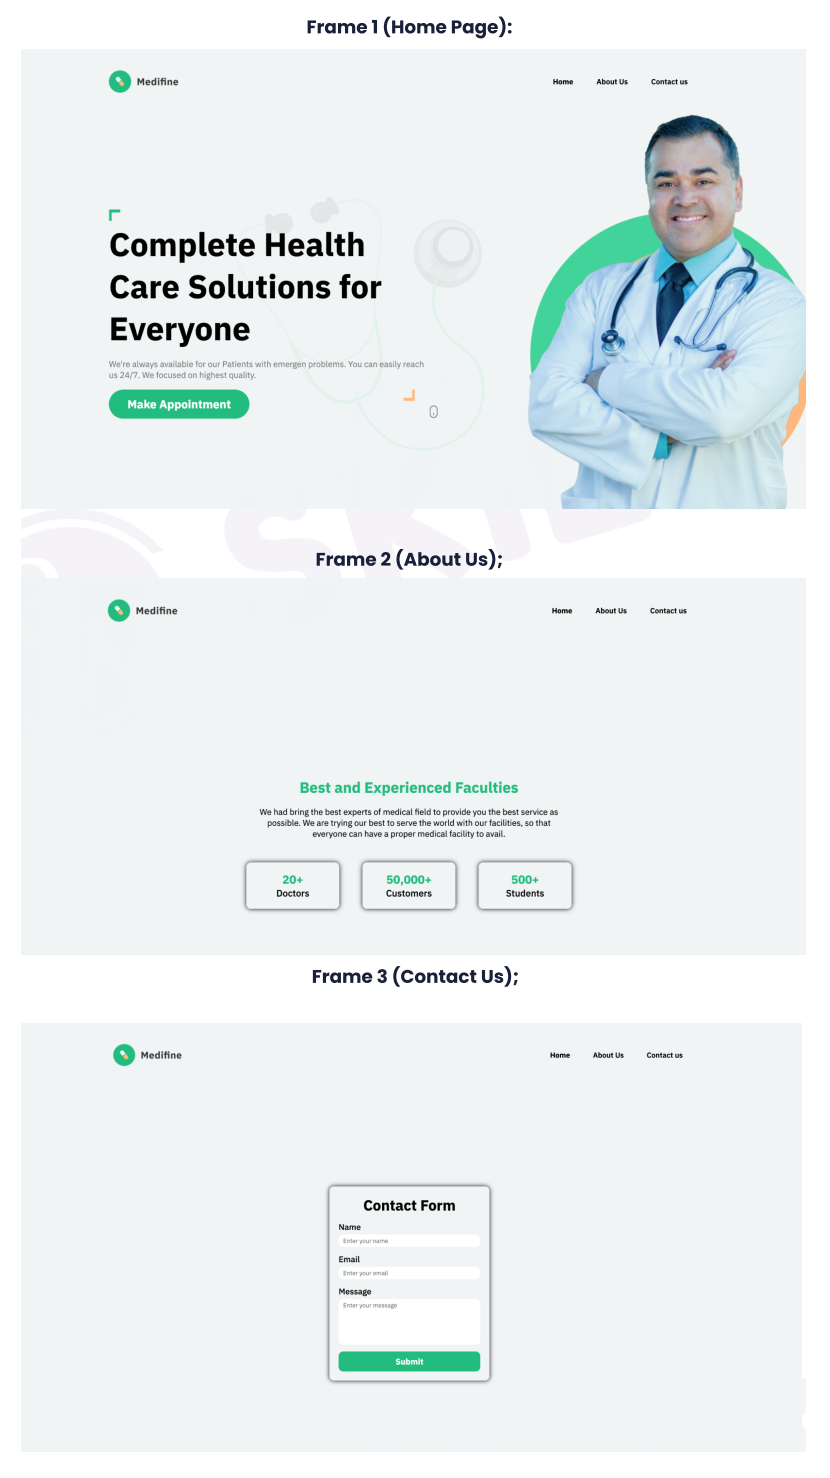 Frame 1 (Home Page):
Medifine
Home About Us Contact us
Complete Health
Care Solutions for
Everyone
We're always available for our Patients with emergen problems. You can easily reach
us 24/7. We focused on highest quality.
Make Appointment
Frame 2 (About Us);
Medifine
Home About Us Contact us
Best and Experienced Faculties
We had bring the best experts of medical field to provide you the best service as
possible. We are trying our best to serve the world with our facilities, so that
everyone can have a proper medical facility to avail.
20+ 50,000+ 500+
Doctors Customers Students
Frame 3 (Contact Us);
Medifine
Home About Us Contact us
Contact Form
Name
Enter your name
Email
Enter your email
Message
Enter your message
Submit